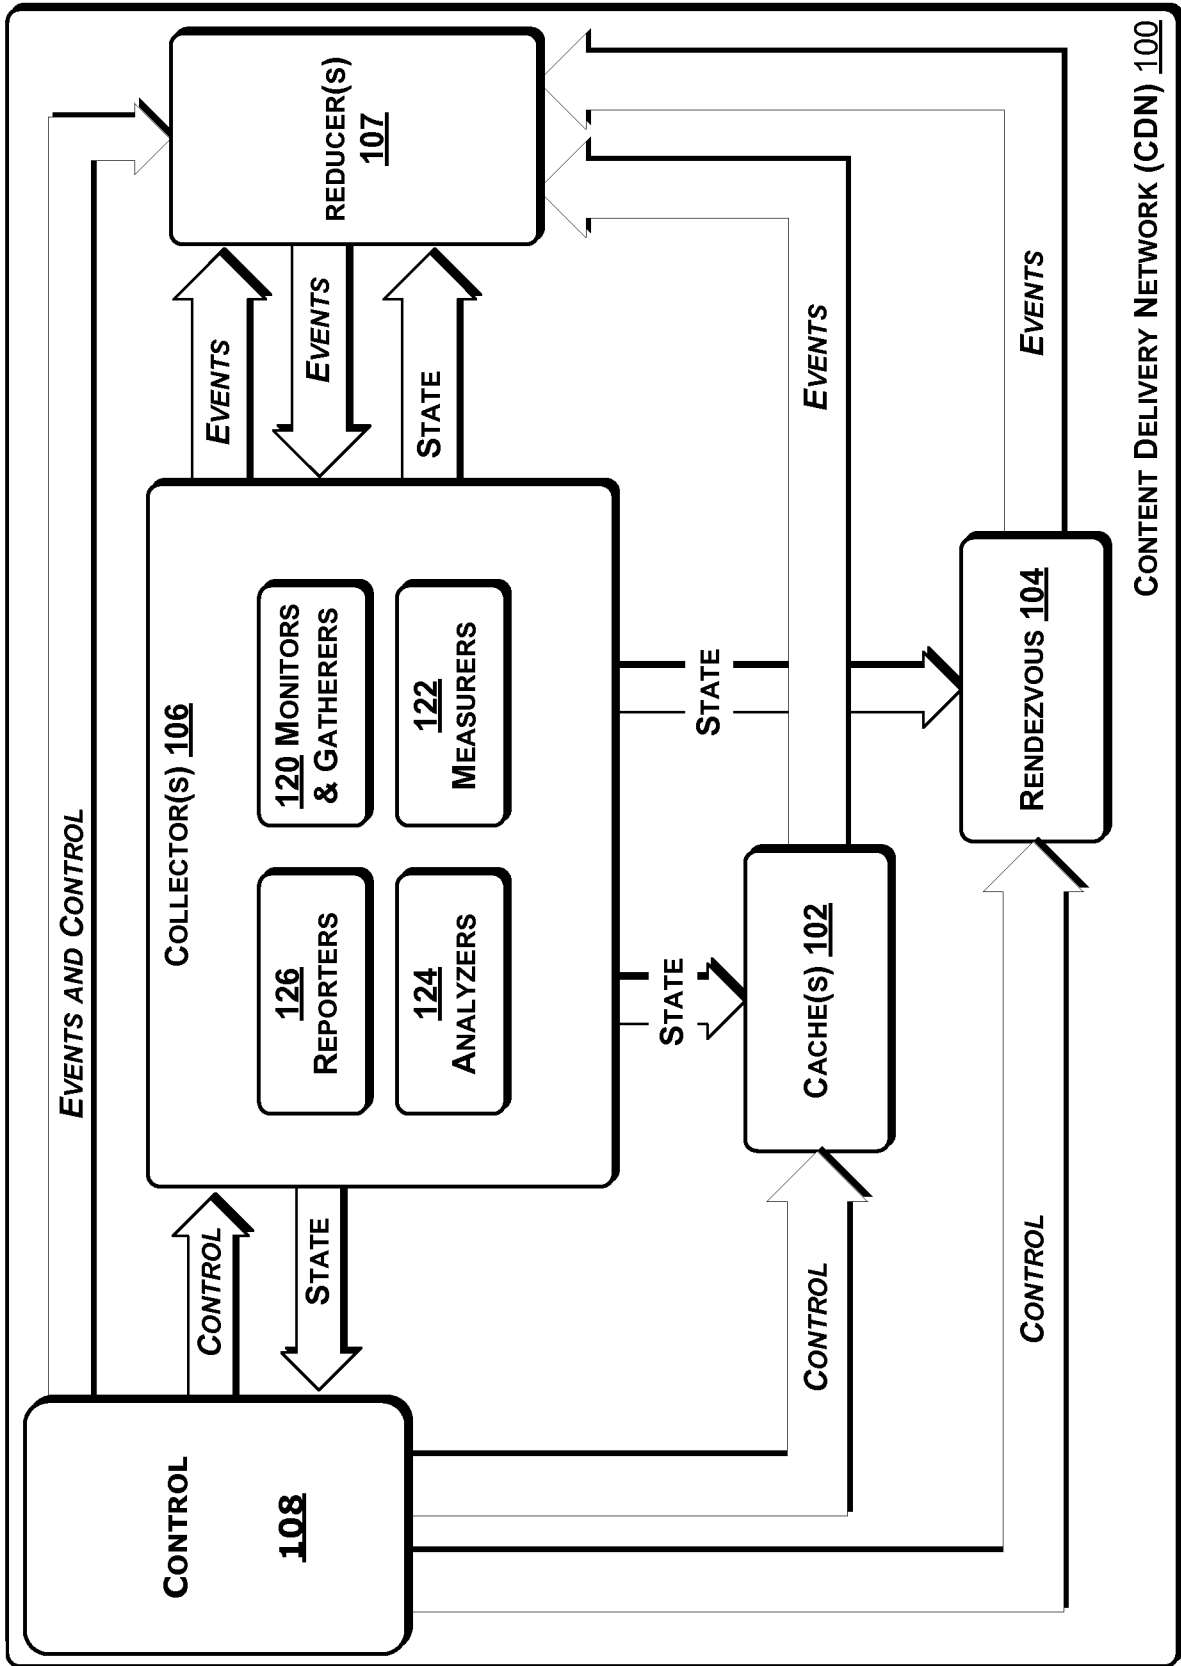 EVENTS AND CONTROL
CONTROL
108
CONTROL
STATE
COLLECTOR(S) 106
126
REPORTERS
120 MONITORS
& GATHERERS
124
ANALYZERS
122
MEASURERS
EVENTS
EVENTS
STATE
REDUCER(S)
107
STATE
STATE
CONTROL
CACHE(S) 102
EVENTS
CONTROL
RENDEZVOUS 104
EVENTS
CONTENT DELIVERY NETWORK (CDN) 100